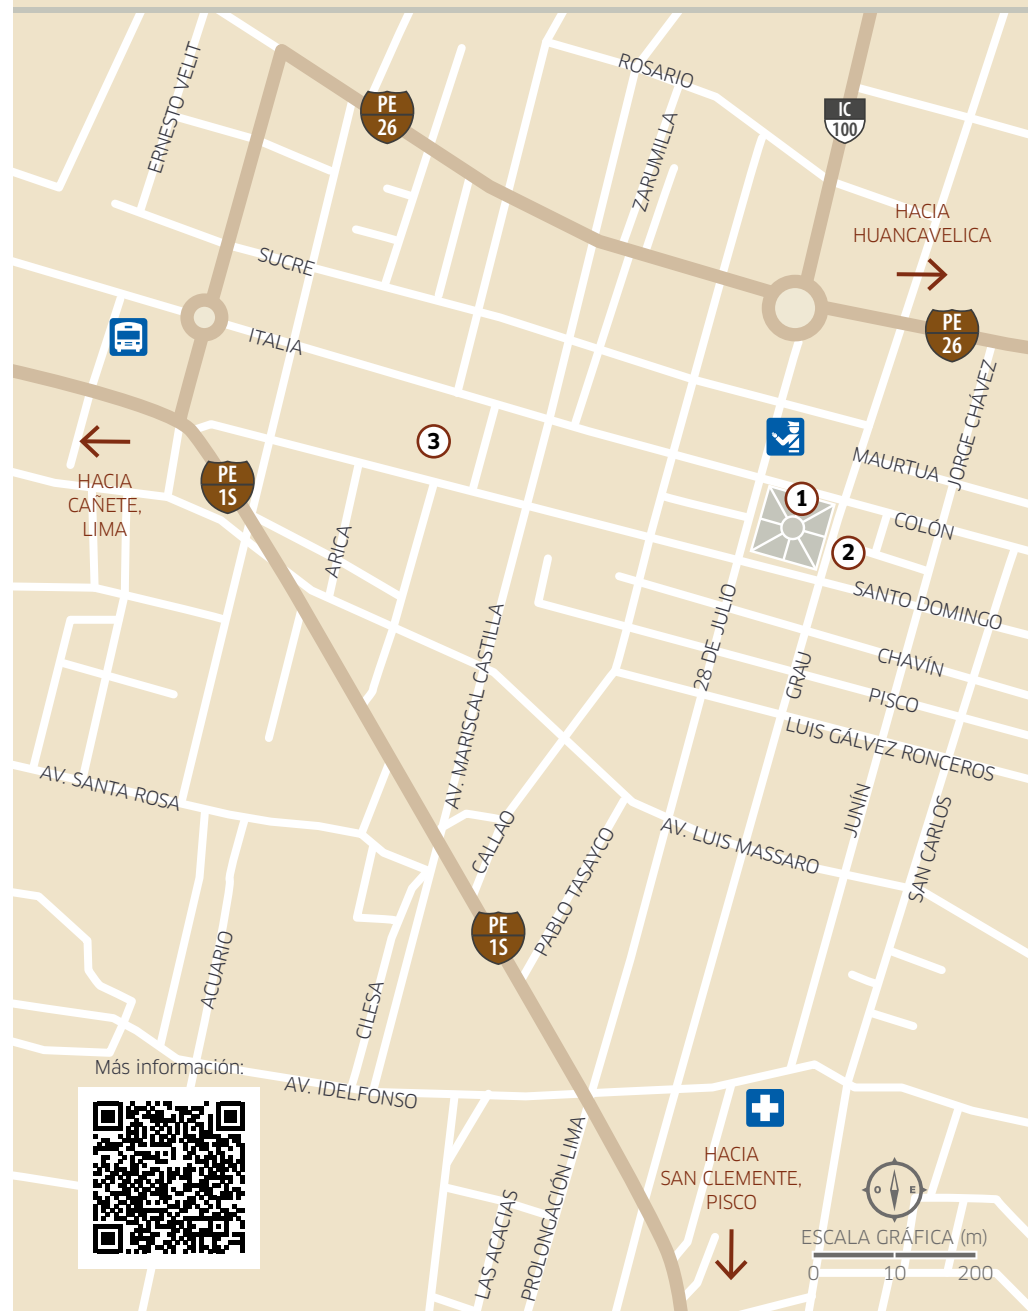 ERNESTO VELIT
ROSARIO
PE
26
IC
100
ZARUMILLA
HACIA
HUANCAVELICA
SUCRE
ITALIA
PE
26
JORGE CHÁVEZ
3
MAURTUA
HACIA
CAÑETE,
LIMA
PE
1S
1
COLÓN
ARICA
2
SANTO DOMINGO
AV. MARISCAL CASTILLA
28 DE JULIO
GRAU
CHAVÍN
PISCO
LUIS GÁLVEZ RONCEROS
AV. SANTA ROSA
CALLAO
PABLO TASAYCO
AV. LUIS MASSARO
JUNÍN
SAN CARLOS
PE
1S
ACUARIO
CILESA
Más información:
AV. IDELFONSO
LAS ACACIAS
PROLONGACIÓN LIMA
HACIA
SAN CLEMENTE,
PISCO
O E
ESCALA GRÁFICA (m)
0 10 200